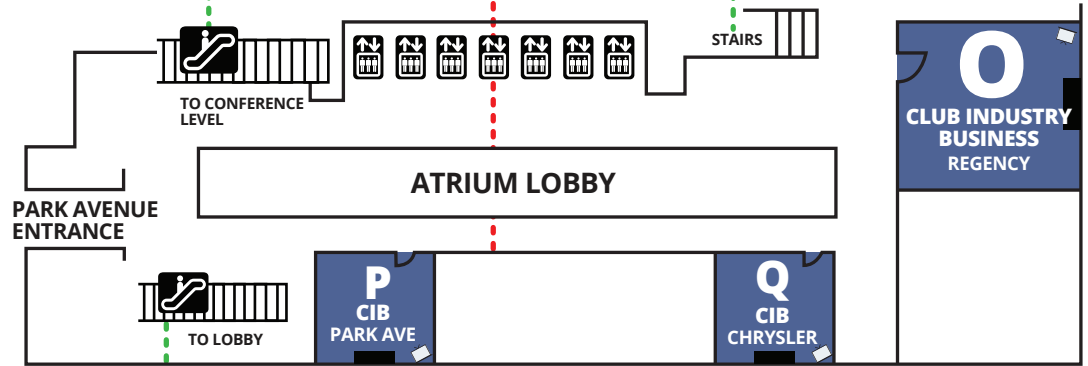 STAIRS
O
CLUB INDUSTRY
BUSINESS
REGENCY
TO CONFERENCE
LEVEL
ATRIUM LOBBY
PARK AVENUE
ENTRANCE
TO LOBBY
P
CIB
PARK AVE
Q
CIB
CHRYSLER